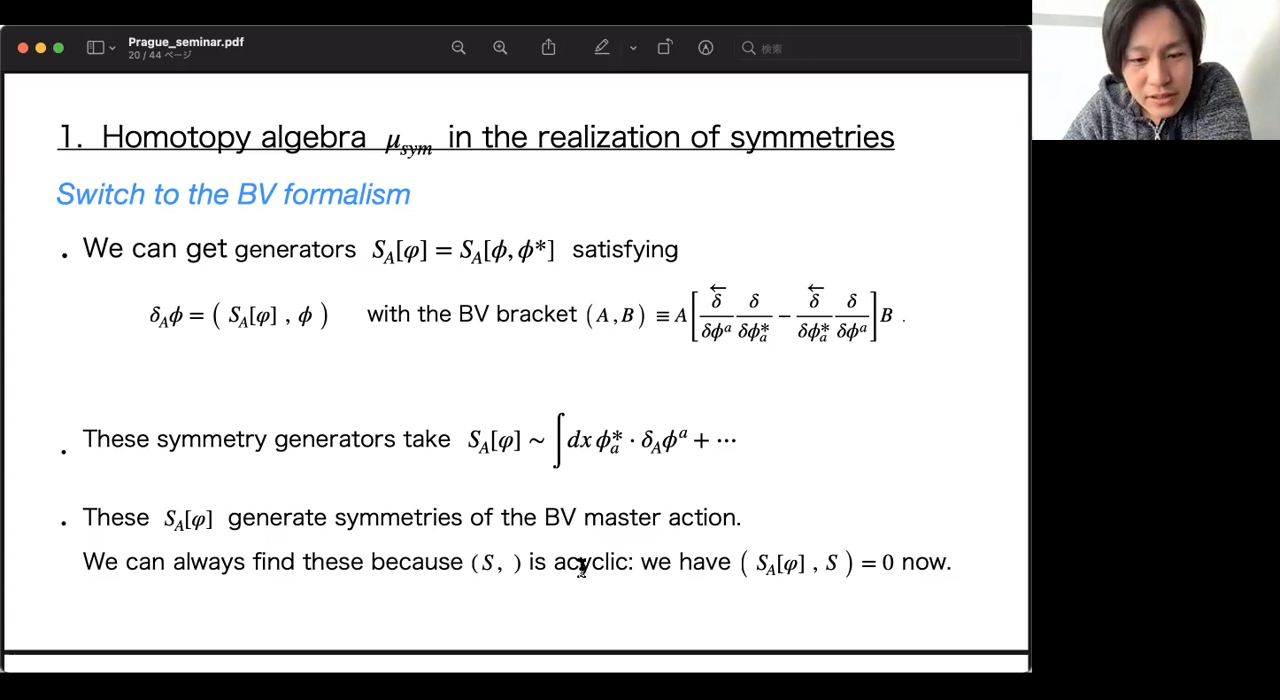 Prague_seminar.pdf
20 / 44 ページ
検索
1. Homotopy algebra μ_sym in the realization of symmetries
Switch to the BV formalism
. We can get generators S_A[φ] = S_A[ϕ, ϕ*] satisfying
δ_Aϕ = ( S_A[φ] , ϕ ) with the BV bracket ( A , B ) ≡ A [ ←δ/δϕ^a δ/δϕ*_a − ←δ/δϕ*_a δ/δϕ^a ] B .
. These symmetry generators take S_A[φ] ~ ∫ dx ϕ*_a · δ_Aϕ^a + ⋯
. These S_A[φ] generate symmetries of the BV master action.
We can always find these because (S, ) is acyclic: we have ( S_A[φ] , S ) = 0 now.